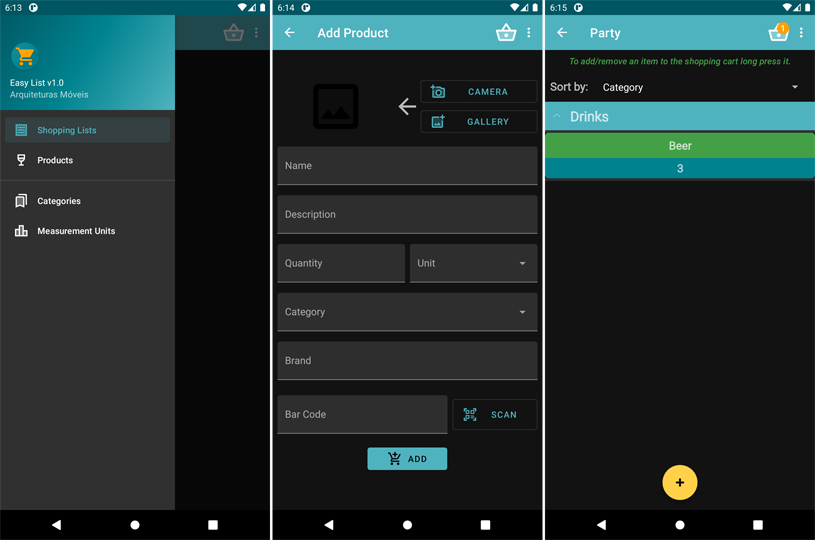 6:13
Easy List v1.0
Arquiteturas Móveis
Shopping Lists
Products
Categories
Measurement Units
6:14
Add Product
CAMERA
GALLERY
Name
Description
Quantity
Unit
Category
Brand
Bar Code
SCAN
ADD
6:15
Party
1
To add/remove an item to the shopping cart long press it.
Sort by:
Category
Drinks
Beer
3
+